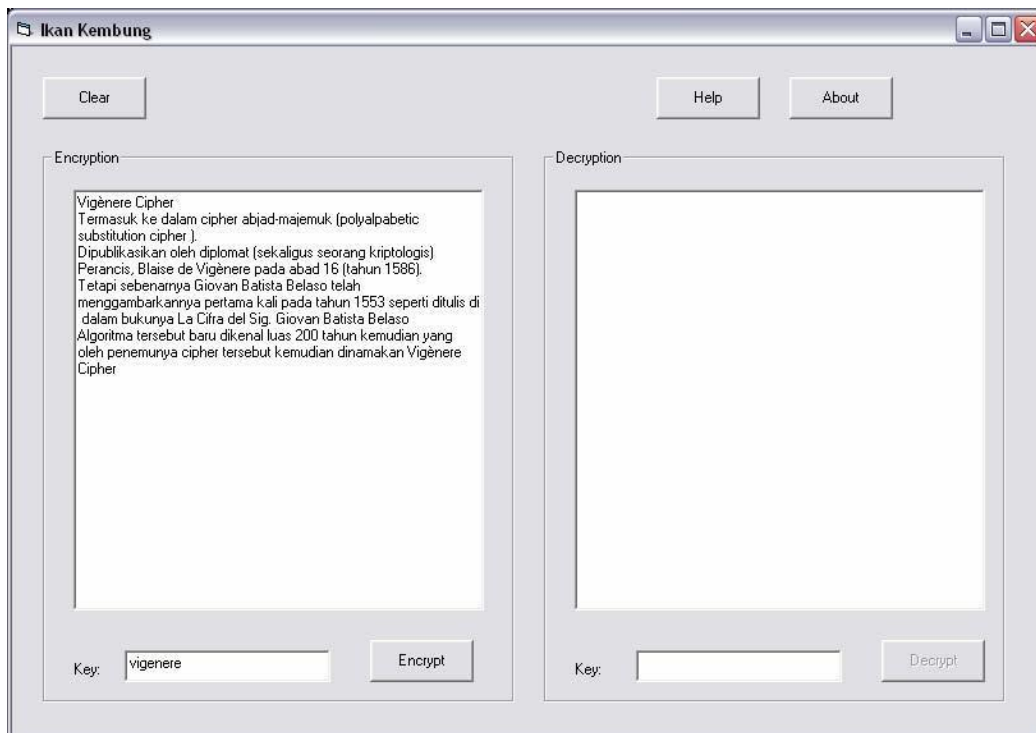 Ikan Kembung
Clear
Help
About
Encryption
Vigènere Cipher
Termasuk ke dalam cipher abjad-majemuk (polyalpabetic
substitution cipher ).
Dipublikasikan oleh diplomat (sekaligus seorang kriptologis)
Perancis, Blaise de Vigènere pada abad 16 (tahun 1586).
Tetapi sebenarnya Giovan Batista Belaso telah
menggambarkannya pertama kali pada tahun 1553 seperti ditulis di
dalam bukunya La Cifra del Sig. Giovan Batista Belaso
Algoritma tersebut baru dikenal luas 200 tahun kemudian yang
oleh penemunya cipher tersebut kemudian dinamakan Vigènere
Cipher
Key:
vigenere
Encrypt
Decryption
Key:
Decrypt